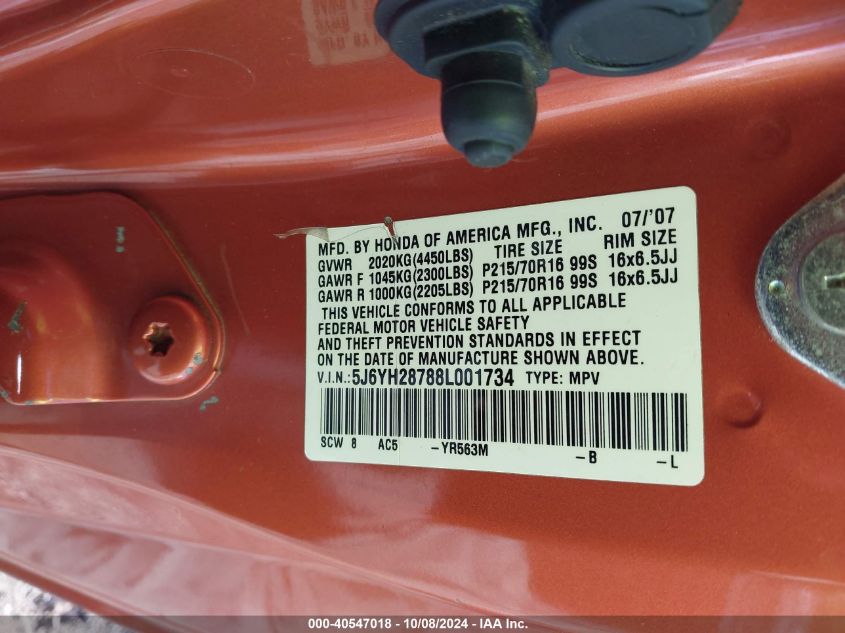 MFD. BY HONDA OF AMERICA MFG., INC. 07/'07
GVWR 2020KG(4450LBS) TIRE SIZE RIM SIZE
GAWR F 1045KG(2300LBS) P215/70R16 99S 16x6.5JJ
GAWR R 1000KG(2205LBS) P215/70R16 99S 16x6.5JJ
THIS VEHICLE CONFORMS TO ALL APPLICABLE
FEDERAL MOTOR VEHICLE SAFETY
AND THEFT PREVENTION STANDARDS IN EFFECT
ON THE DATE OF MANUFACTURE SHOWN ABOVE.
V.I.N.: 5J6YH28788L001734 TYPE: MPV
SCW 8 AC5 -YR563M -B -L
000-40547018 - 10/08/2024 - IAA Inc.